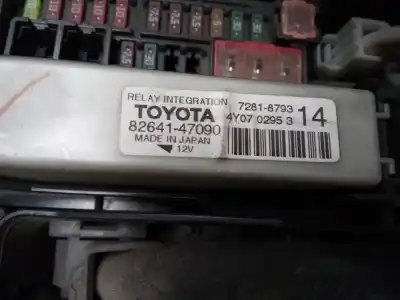 RELAY INTEGRATION
TOYOTA
82641-47090
MADE IN JAPAN
12V
7281-8793
4Y07 0295 3
14